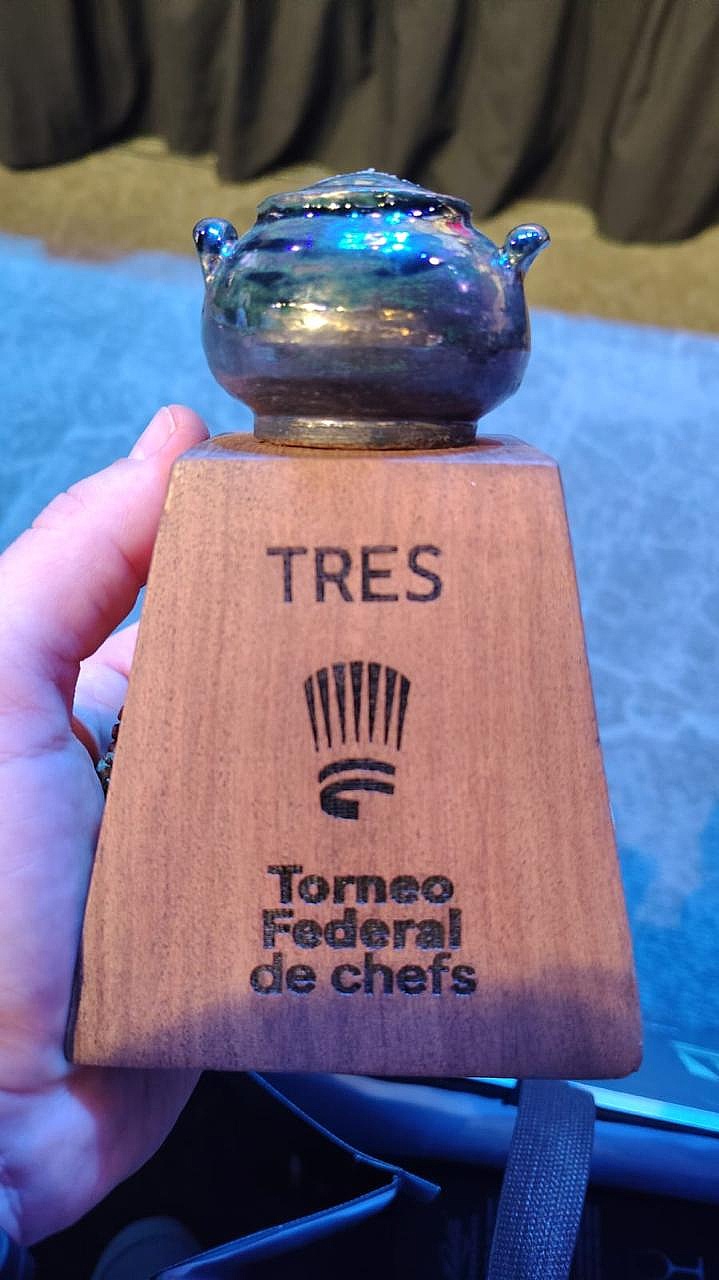 TRES
Torneo
Federal
de chefs